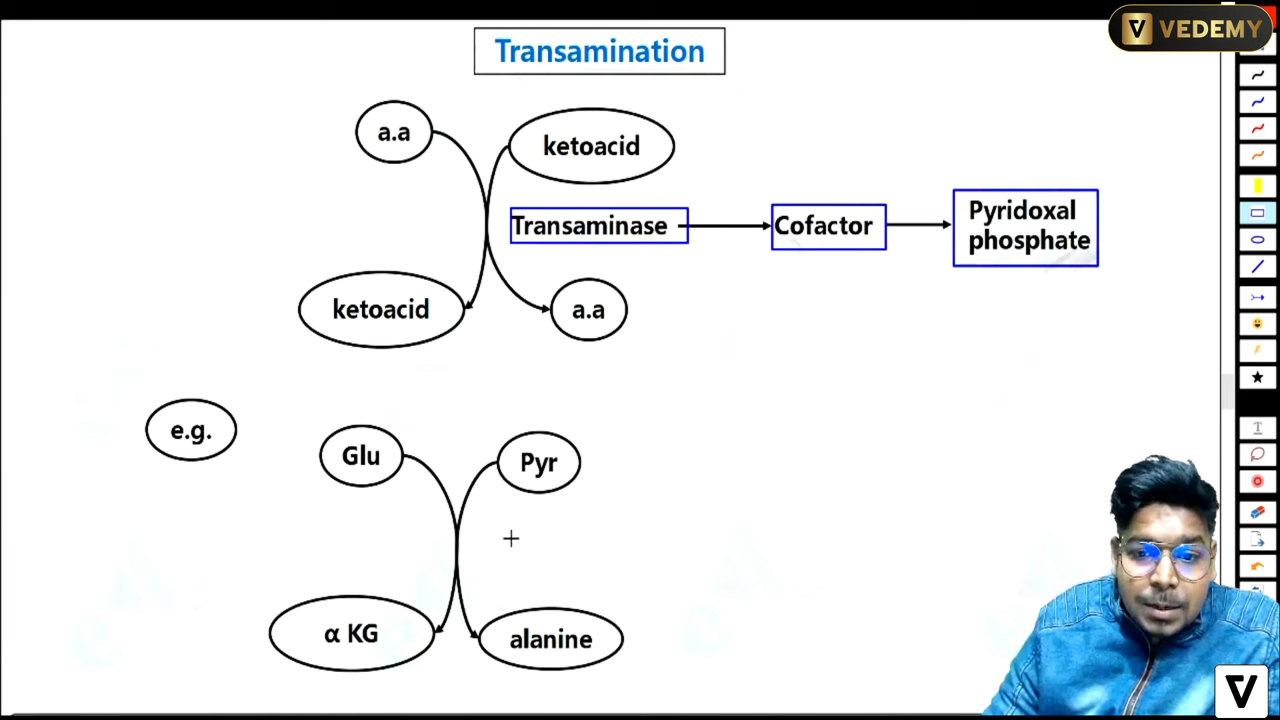 VEDEMY
Transamination
a.a
ketoacid
Transaminase
Cofactor
Pyridoxal
phosphate
ketoacid
a.a
e.g.
Glu
Pyr
α KG
alanine
T